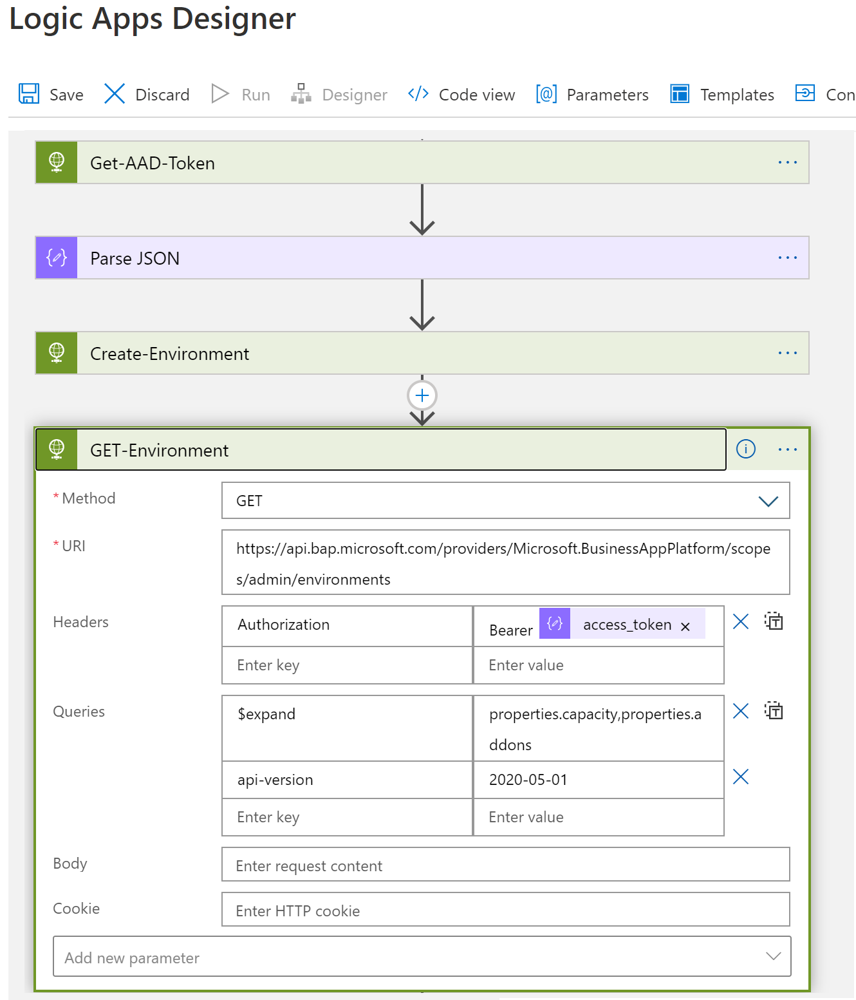 Logic Apps Designer
Save Discard Run Designer </> Code view [@] Parameters Templates Con
Get-AAD-Token ...
Parse JSON ...
Create-Environment ...
GET-Environment ...
* Method GET
* URI https://api.bap.microsoft.com/providers/Microsoft.BusinessAppPlatform/scope
s/admin/environments
Headers Authorization Bearer access_token ×
Enter key Enter value
Queries $expand properties.capacity,properties.a
ddons
api-version 2020-05-01
Enter key Enter value
Body Enter request content
Cookie Enter HTTP cookie
Add new parameter